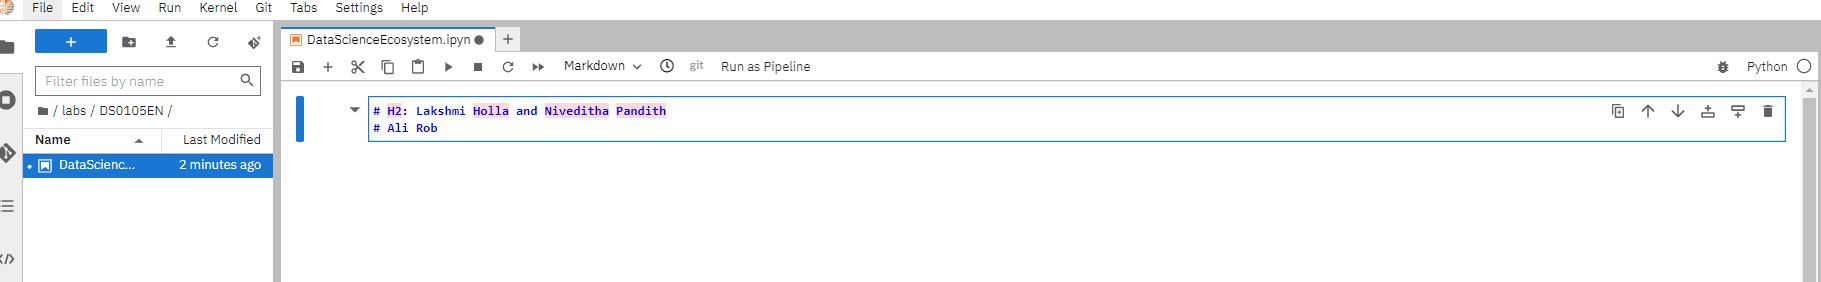 File Edit View Run Kernel Git Tabs Settings Help
+
DataScienceEcosystem.ipyn
+
Filter files by name
/ labs / DS0105EN /
Name Last Modified
DataScienc... 2 minutes ago
Markdown git Run as Pipeline Python
# H2: Lakshmi Holla and Niveditha Pandith
# Ali Rob